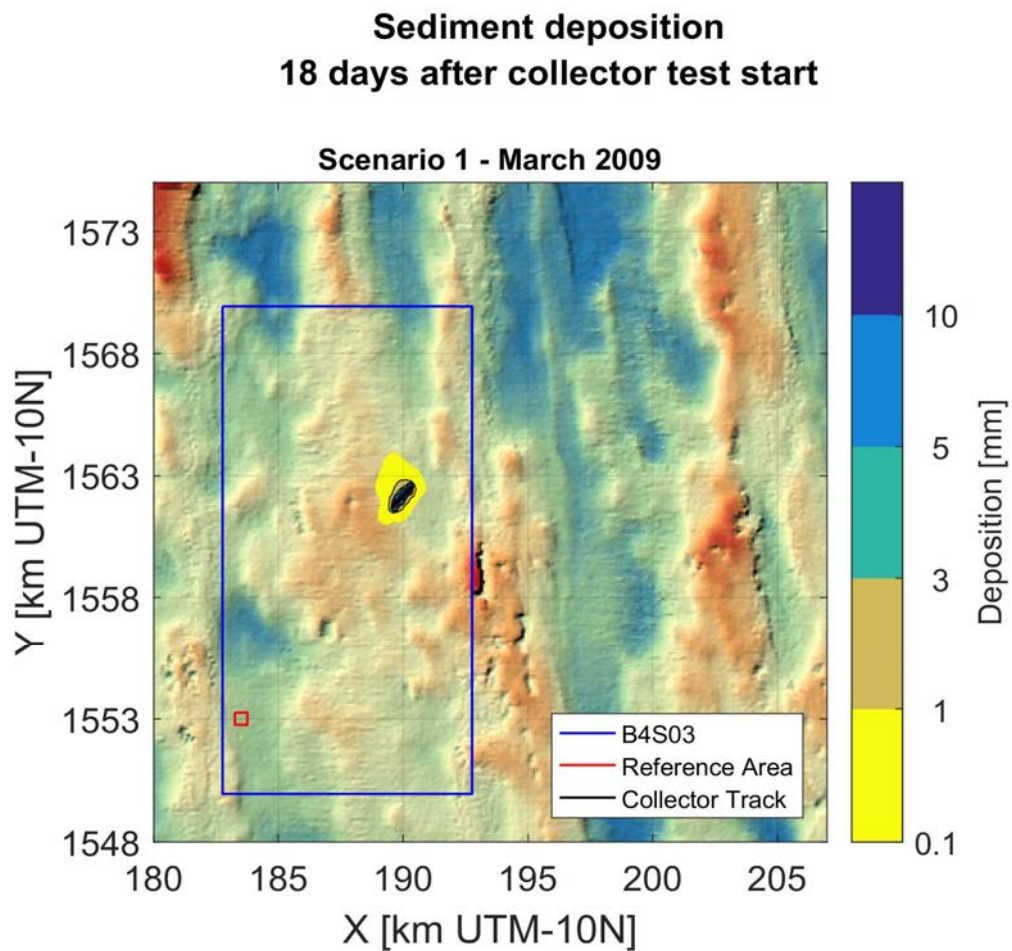 Sediment deposition
18 days after collector test start
Scenario 1 - March 2009
1573
1568
1563
1558
1553
1548
Y [km UTM-10N]
180
185
190
195
200
205
X [km UTM-10N]
B4S03
Reference Area
Collector Track
10
5
3
1
0.1
Deposition [mm]